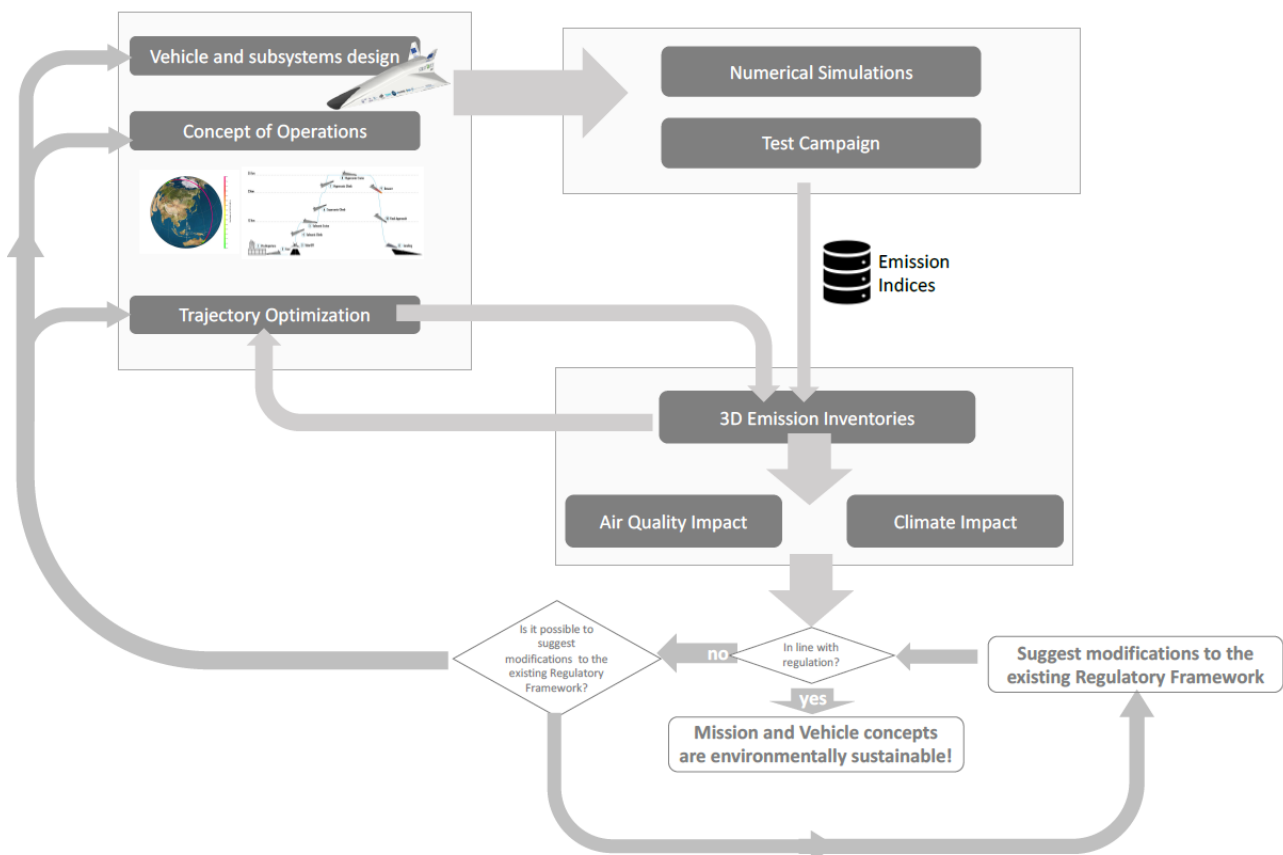 Vehicle and subsystems design
Concept of Operations
Trajectory Optimization
Numerical Simulations
Test Campaign
Emission
Indices
3D Emission Inventories
Air Quality Impact
Climate Impact
In line with
regulation?
no
yes
Is it possible to
suggest
modifications to the
existing Regulatory
Framework?
Suggest modifications to the
existing Regulatory Framework
Mission and Vehicle concepts
are environmentally sustainable!